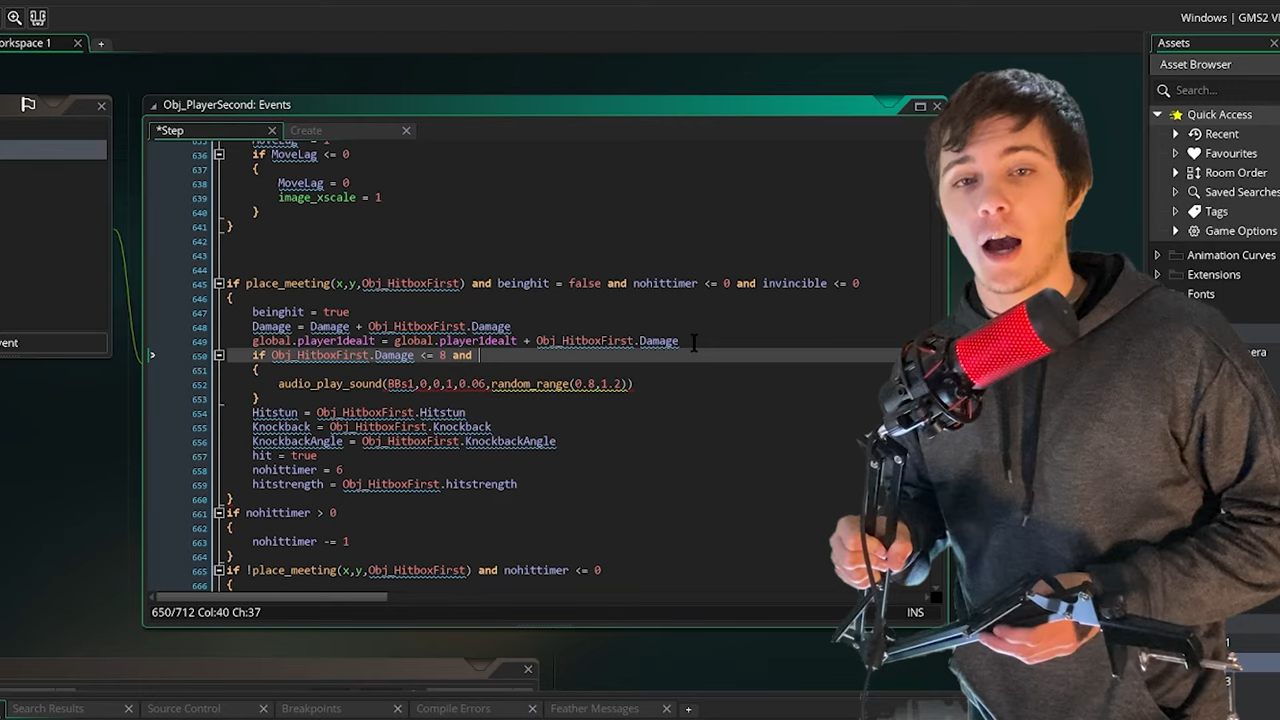 Windows | GMS2 V
orkspace 1
Assets
Asset Browser
Obj_PlayerSecond: Events
Search...
*Step
Create
Quick Access
Recent
636 if MoveLag <= 0
Favourites
637 {
Room Order
638 MoveLag = 0
639 image_xscale = 1
Saved Searches
640 }
Tags
641 }
Game Options
642
643
Animation Curves
644
Extensions
645 if place_meeting(x,y,Obj_HitboxFirst) and beinghit = false and nohittimer <= 0 and invincible <= 0
Fonts
646 {
647 beinghit = true
648 Damage = Damage + Obj_HitboxFirst.Damage
649 global.player1dealt = global.player1dealt + Obj_HitboxFirst.Damage
650 if Obj_HitboxFirst.Damage <= 8 and
651 {
652 audio_play_sound(BBs1,0,0,1,0.06,random_range(0.8,1.2))
653 }
654 Hitstun = Obj_HitboxFirst.Hitstun
655 Knockback = Obj_HitboxFirst.Knockback
656 KnockbackAngle = Obj_HitboxFirst.KnockbackAngle
657 hit = true
658 nohittimer = 6
659 hitstrength = Obj_HitboxFirst.hitstrength
660 }
661 if nohittimer > 0
662 {
663 nohittimer -= 1
664 }
665 if !place_meeting(x,y,Obj_HitboxFirst) and nohittimer <= 0
666 {
650/712 Col:40 Ch:37
INS
Search Results
Source Control
Breakpoints
Compile Errors
Feather Messages